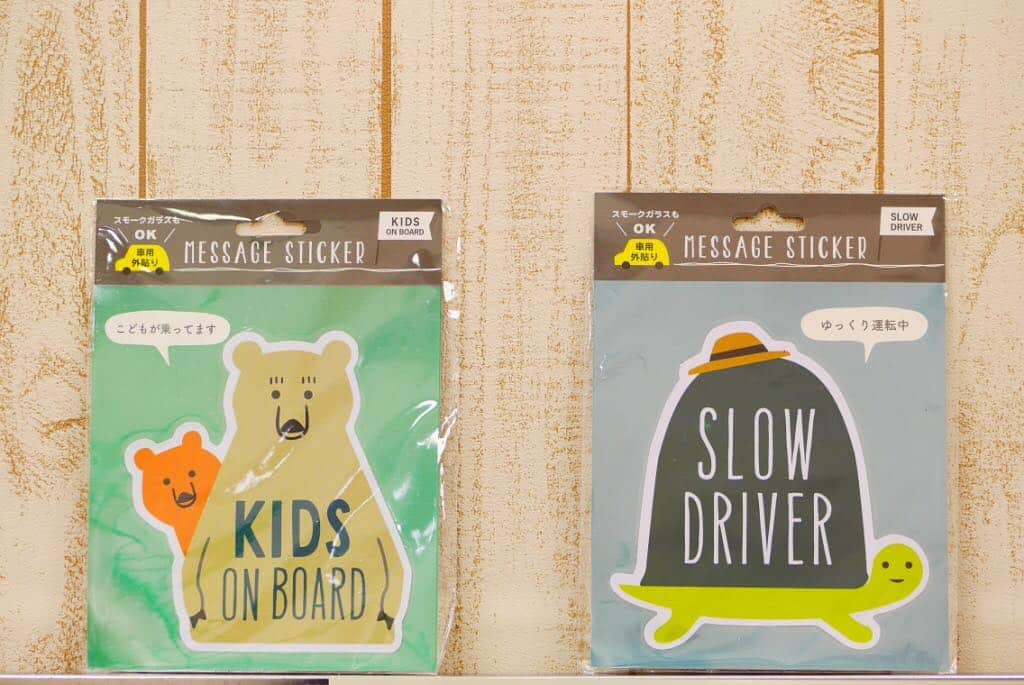 スモークガラスも
OK
車用
外貼り
MESSAGE STICKER
KIDS
ON BOARD
こどもが乗ってます
KIDS
ON BOARD
スモークガラスも
OK
車用
外貼り
MESSAGE STICKER
SLOW
DRIVER
ゆっくり運転中
SLOW
DRIVER